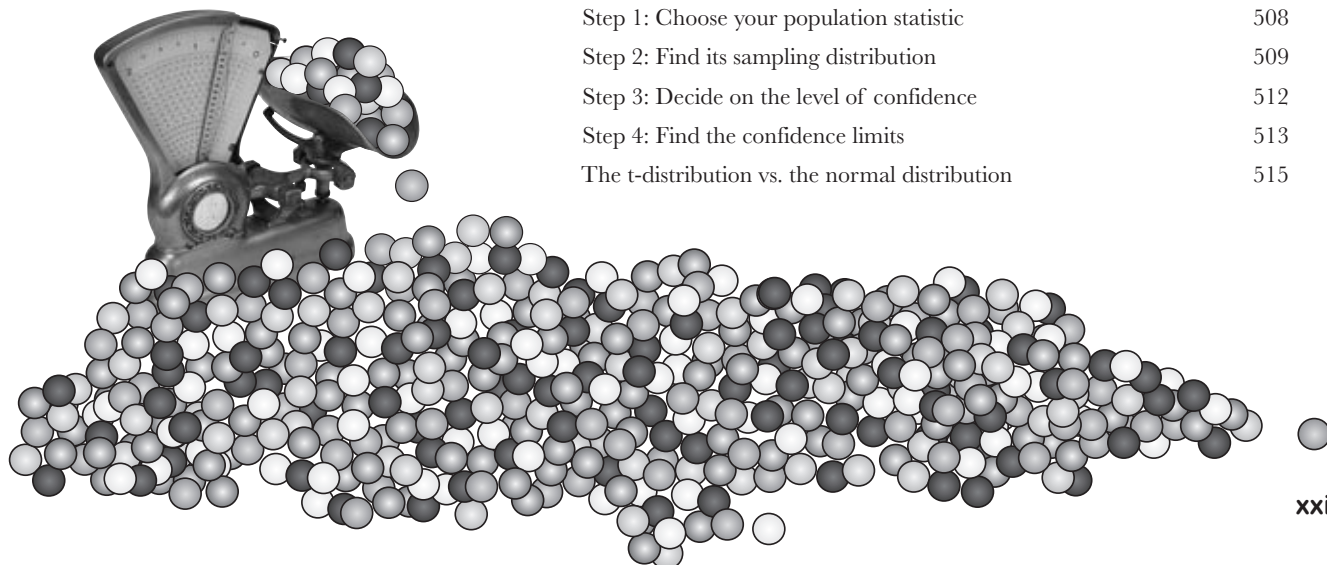 Step 1: Choose your population statistic 508
Step 2: Find its sampling distribution 509
Step 3: Decide on the level of confidence 512
Step 4: Find the confidence limits 513
The t-distribution vs. the normal distribution 515